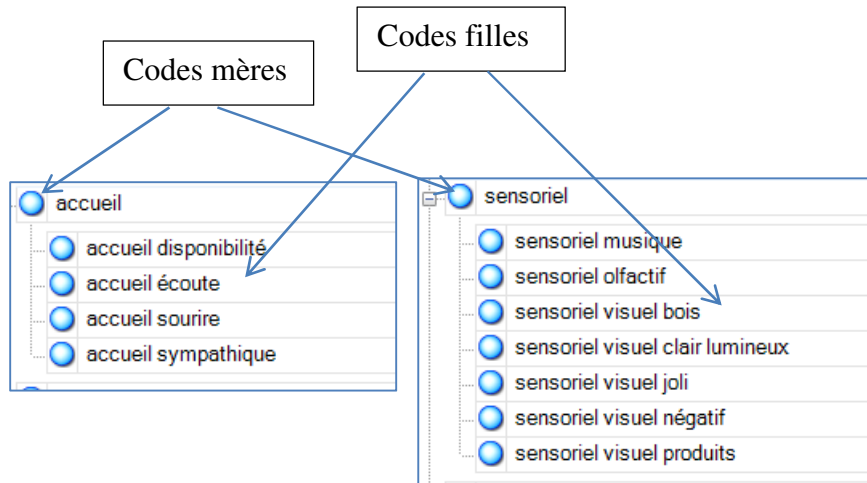 Codes filles
Codes mères
accueil
accueil disponibilité
accueil écoute
accueil sourire
accueil sympathique
sensoriel
sensoriel musique
sensoriel olfactif
sensoriel visuel bois
sensoriel visuel clair lumineux
sensoriel visuel joli
sensoriel visuel négatif
sensoriel visuel produits